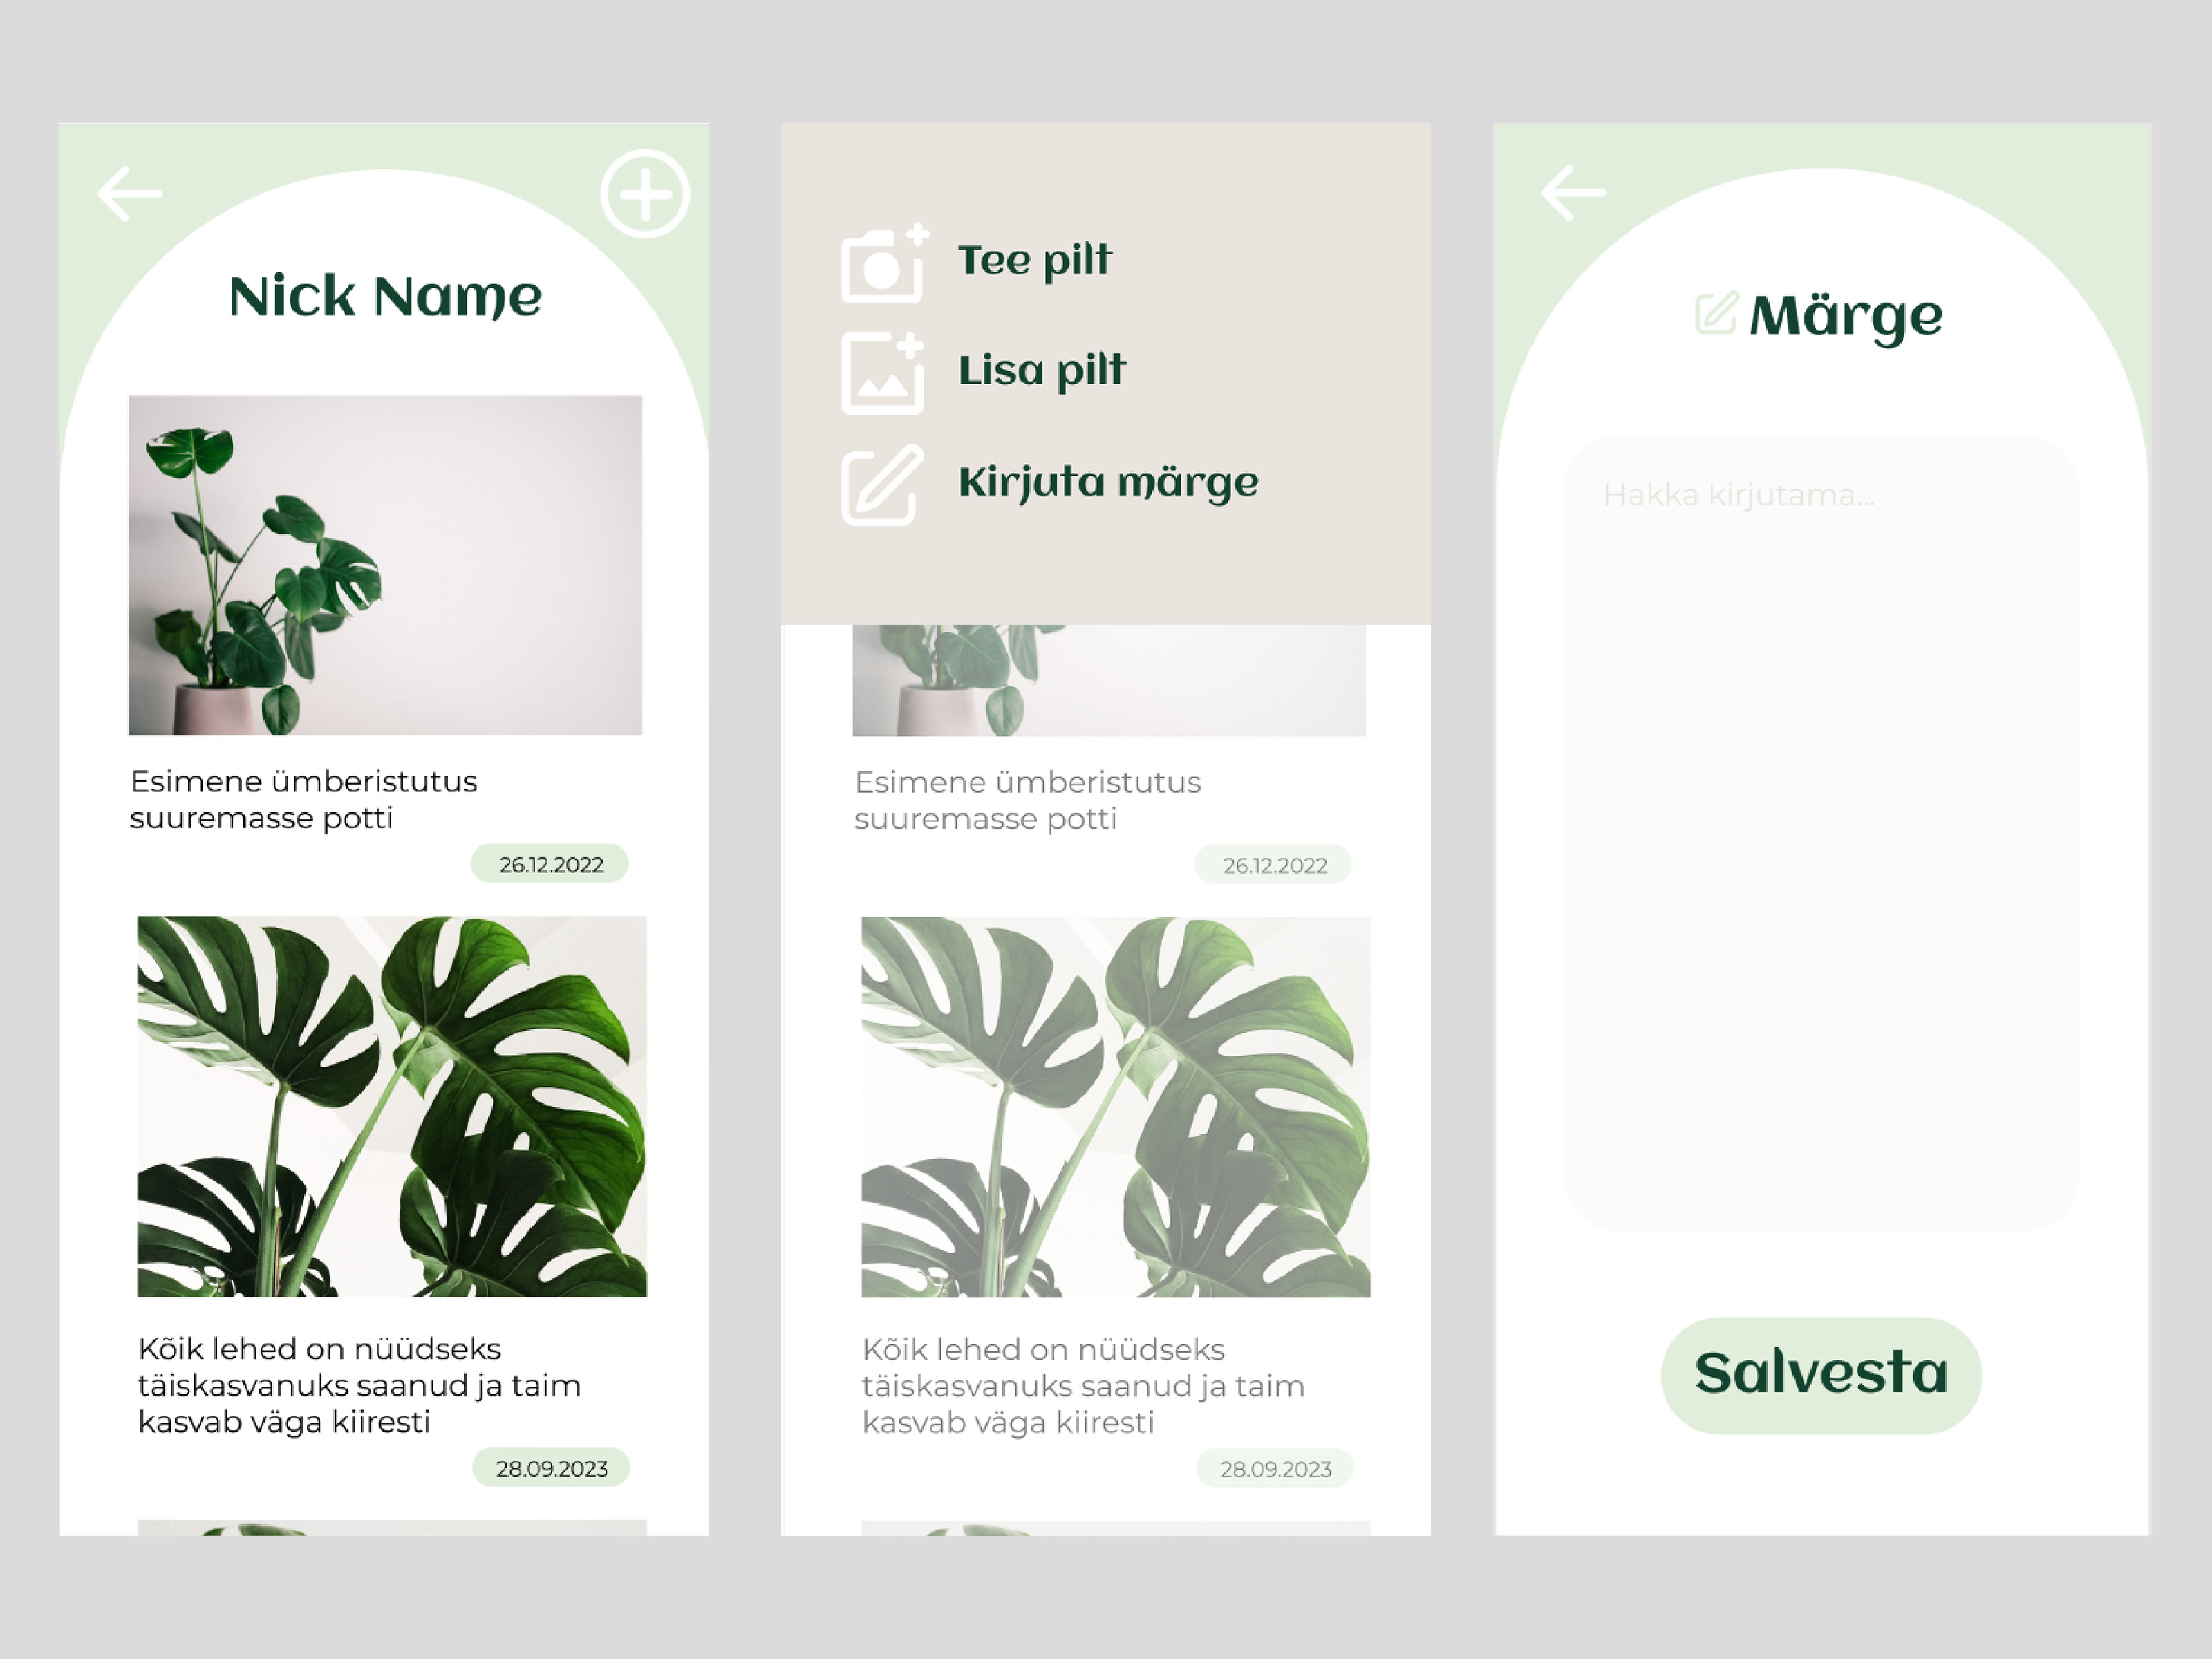 Nick Name
Esimene ümberistutus
suuremasse potti
26.12.2022
Kõik lehed on nüüdseks
täiskasvanuks saanud ja taim
kasvab väga kiiresti
28.09.2023
Tee pilt
Lisa pilt
Kirjuta märge
Esimene ümberistutus
suuremasse potti
26.12.2022
Kõik lehed on nüüdseks
täiskasvanuks saanud ja taim
kasvab väga kiiresti
28.09.2023
Märge
Hakka kirjutama...
Salvesta